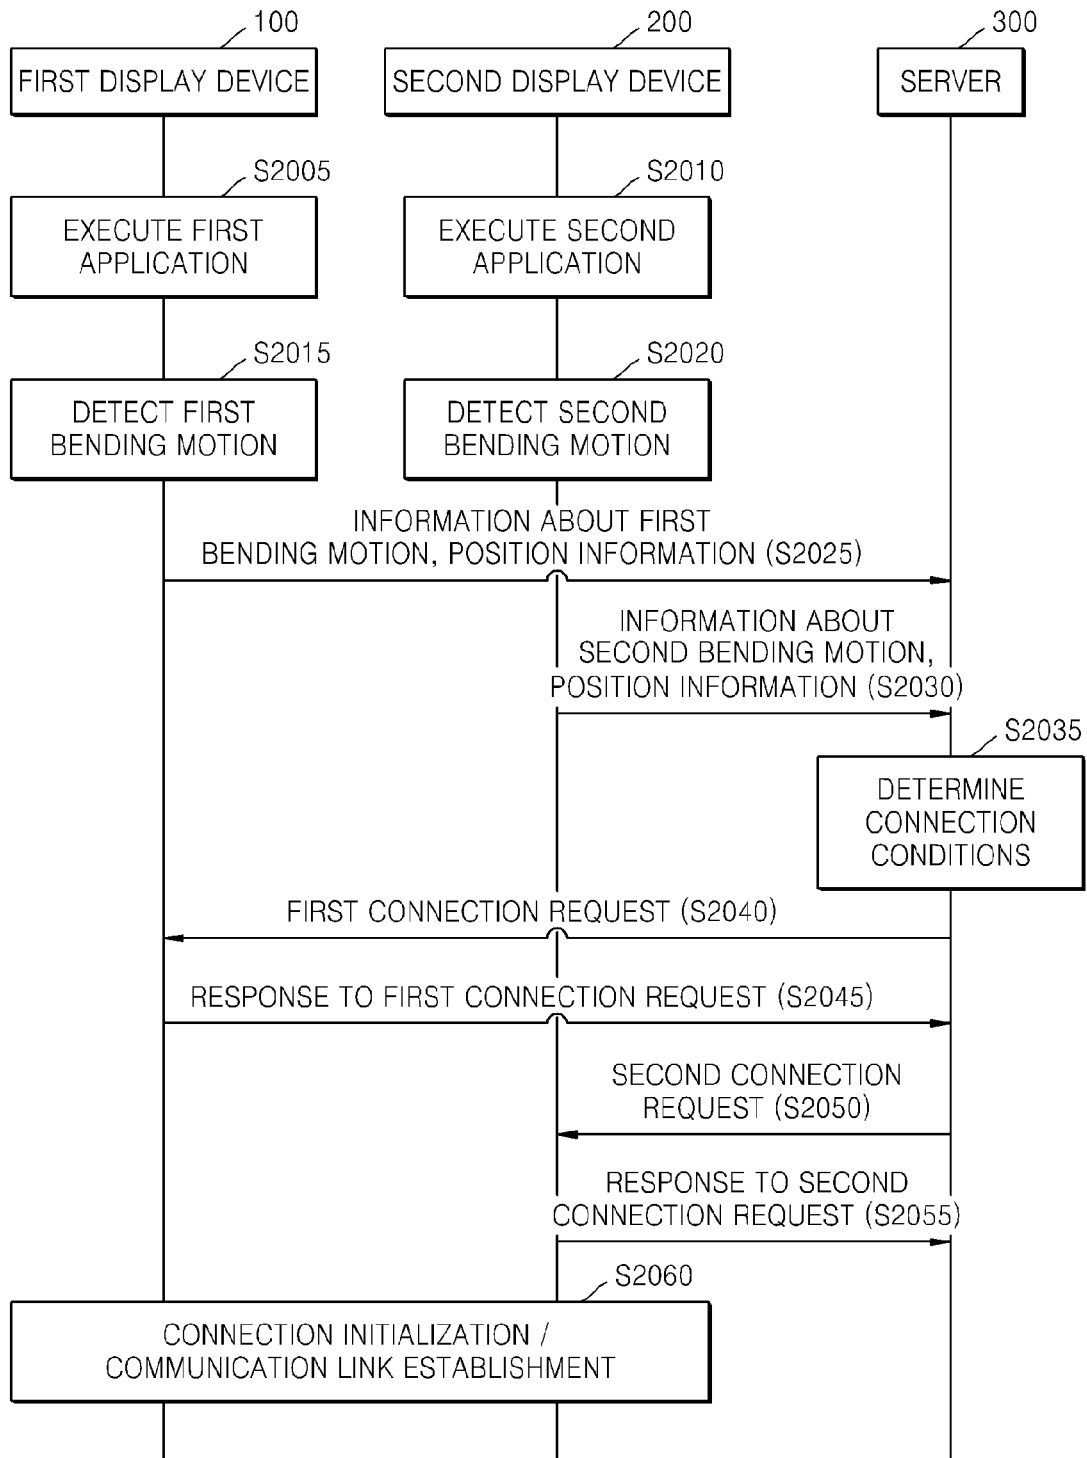 100
200
300
FIRST DISPLAY DEVICE
SECOND DISPLAY DEVICE
SERVER
S2005
S2010
EXECUTE FIRST
APPLICATION
EXECUTE SECOND
APPLICATION
S2015
S2020
DETECT FIRST
BENDING MOTION
DETECT SECOND
BENDING MOTION
INFORMATION ABOUT FIRST
BENDING MOTION, POSITION INFORMATION (S2025)
INFORMATION ABOUT
SECOND BENDING MOTION,
POSITION INFORMATION (S2030)
S2035
DETERMINE
CONNECTION
CONDITIONS
FIRST CONNECTION REQUEST (S2040)
RESPONSE TO FIRST CONNECTION REQUEST (S2045)
SECOND CONNECTION
REQUEST (S2050)
RESPONSE TO SECOND
CONNECTION REQUEST (S2055)
S2060
CONNECTION INITIALIZATION /
COMMUNICATION LINK ESTABLISHMENT